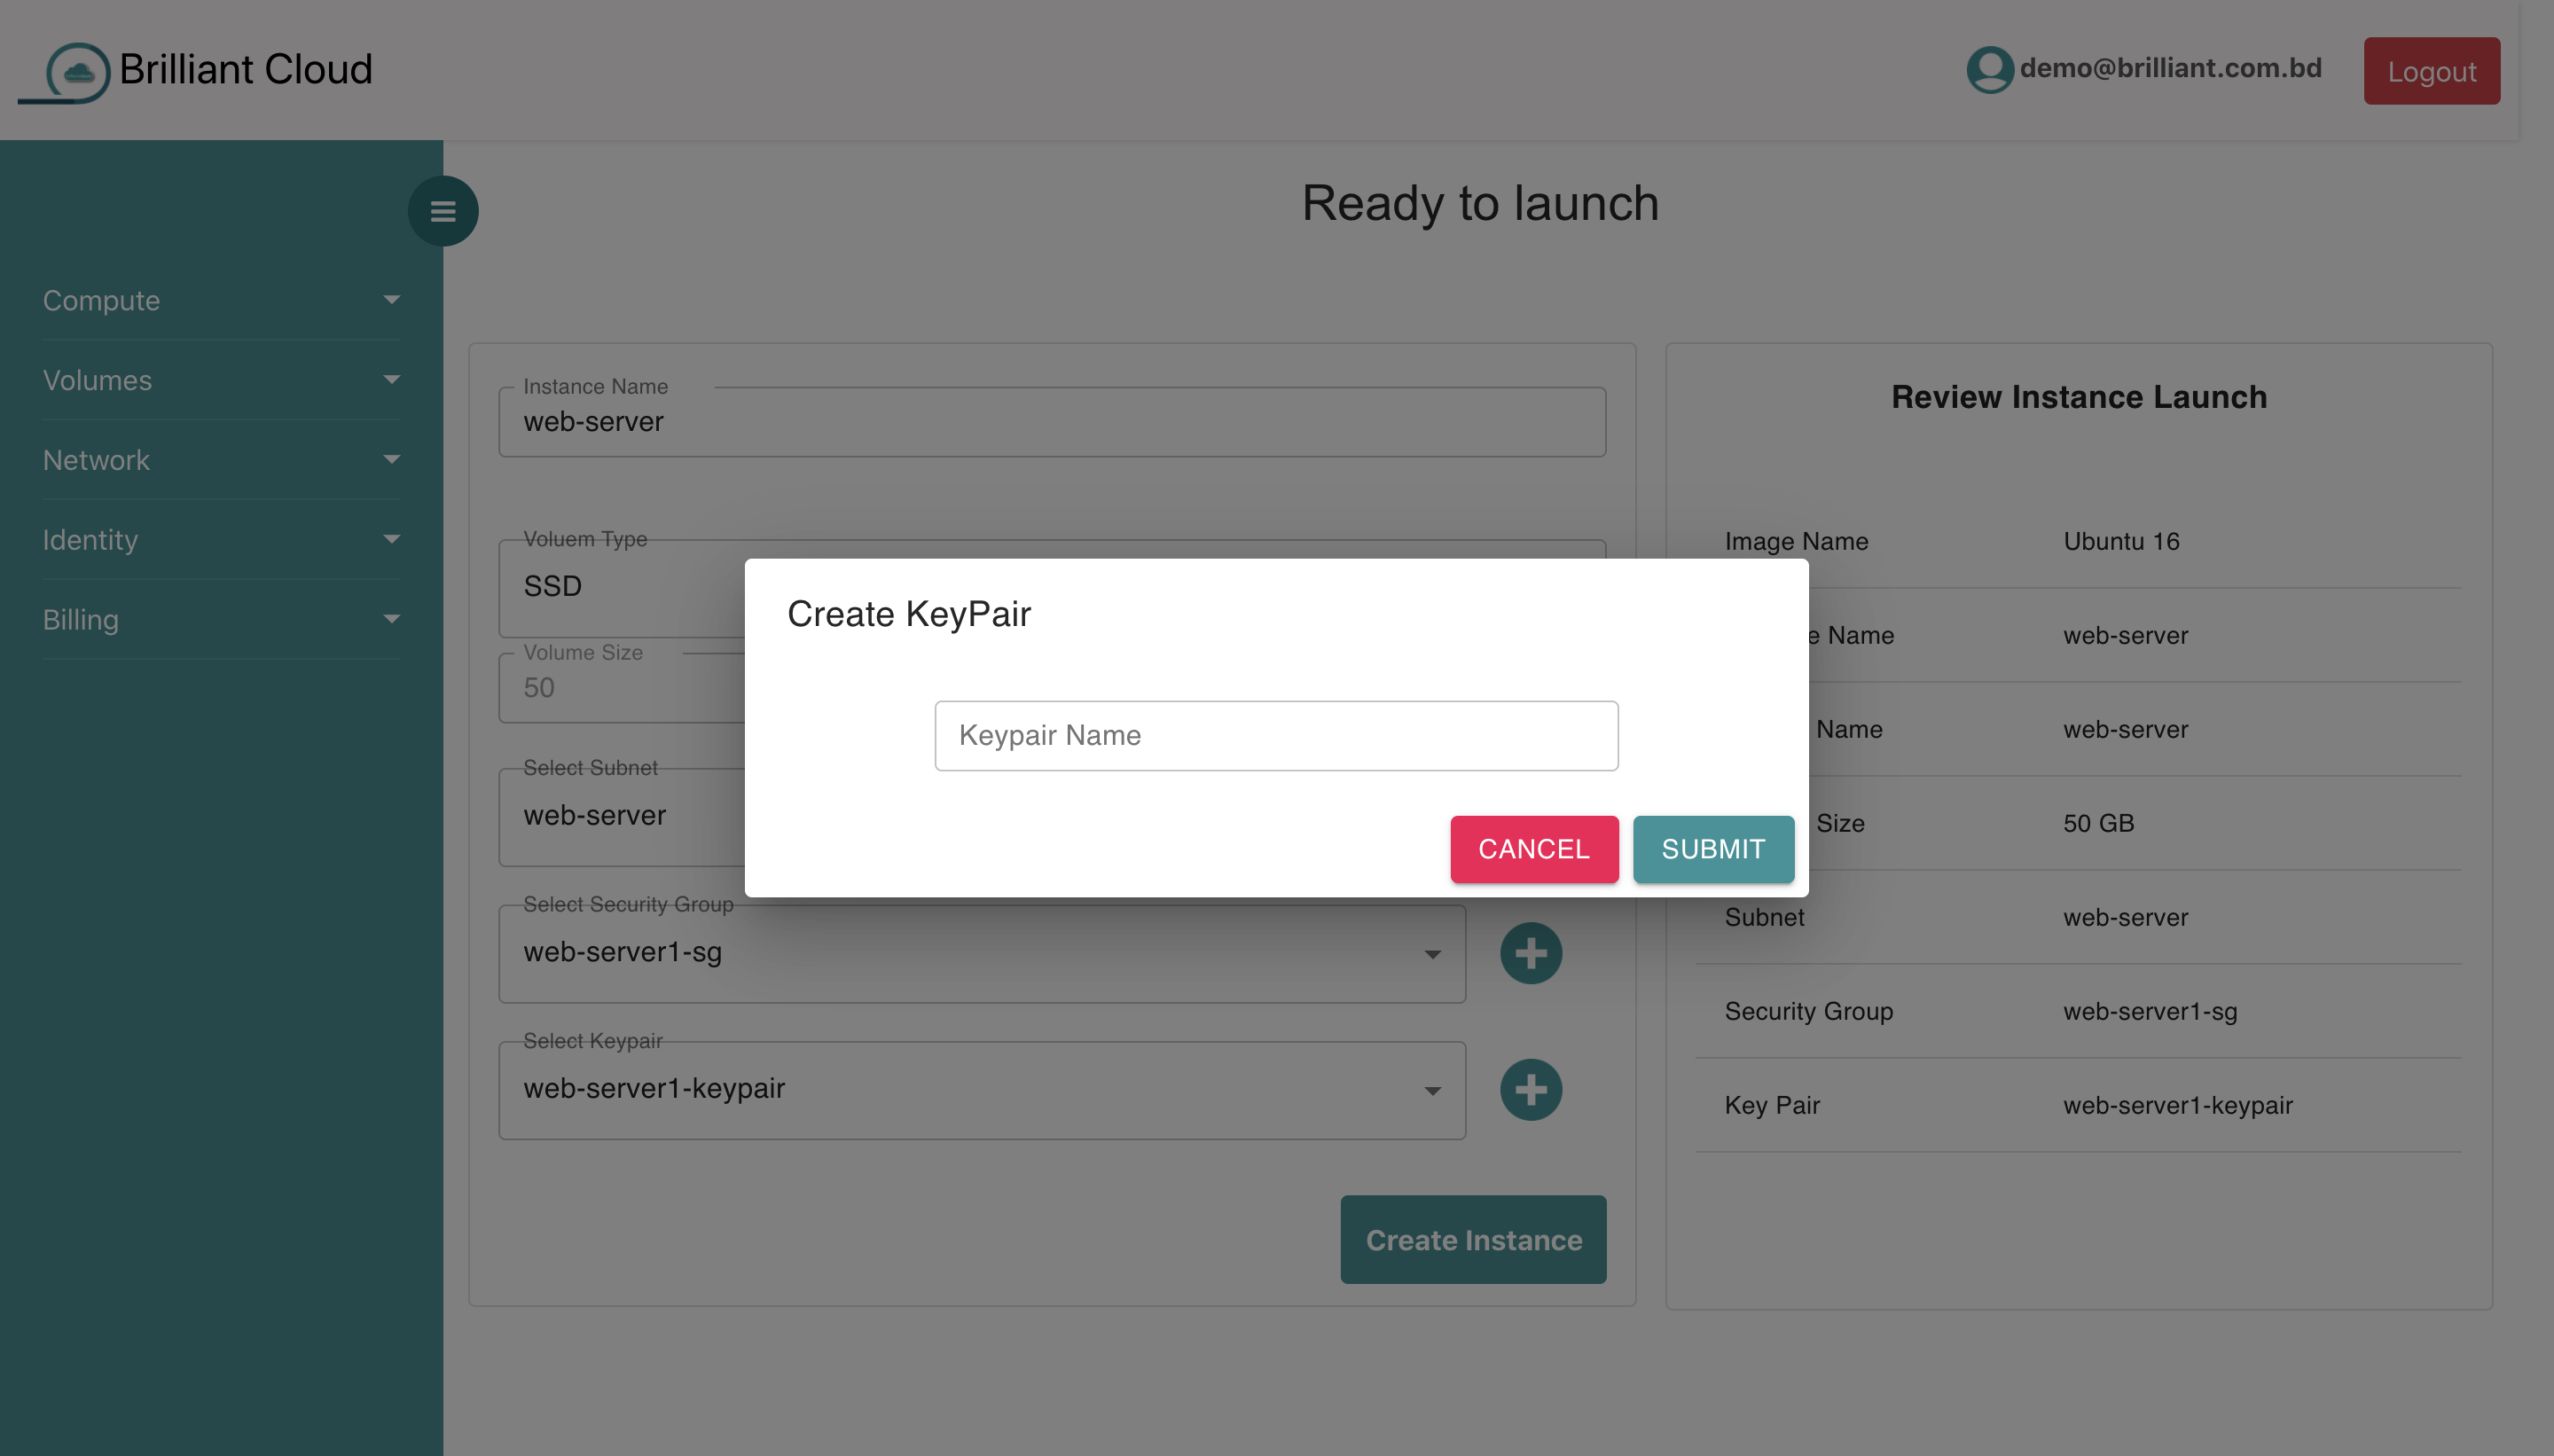 Brilliant Cloud
demo@brilliant.com.bd
Logout
Compute
Volumes
Network
Identity
Billing
Ready to launch
Instance Name
web-server
Voluem Type
SSD
Volume Size
50
Select Subnet
web-server
Select Security Group
web-server1-sg
Select Keypair
web-server1-keypair
Create Instance
Create KeyPair
Keypair Name
CANCEL
SUBMIT
Review Instance Launch
Image Name Ubuntu 16
Name web-server
Name web-server
Size 50 GB
Subnet web-server
Security Group web-server1-sg
Key Pair web-server1-keypair